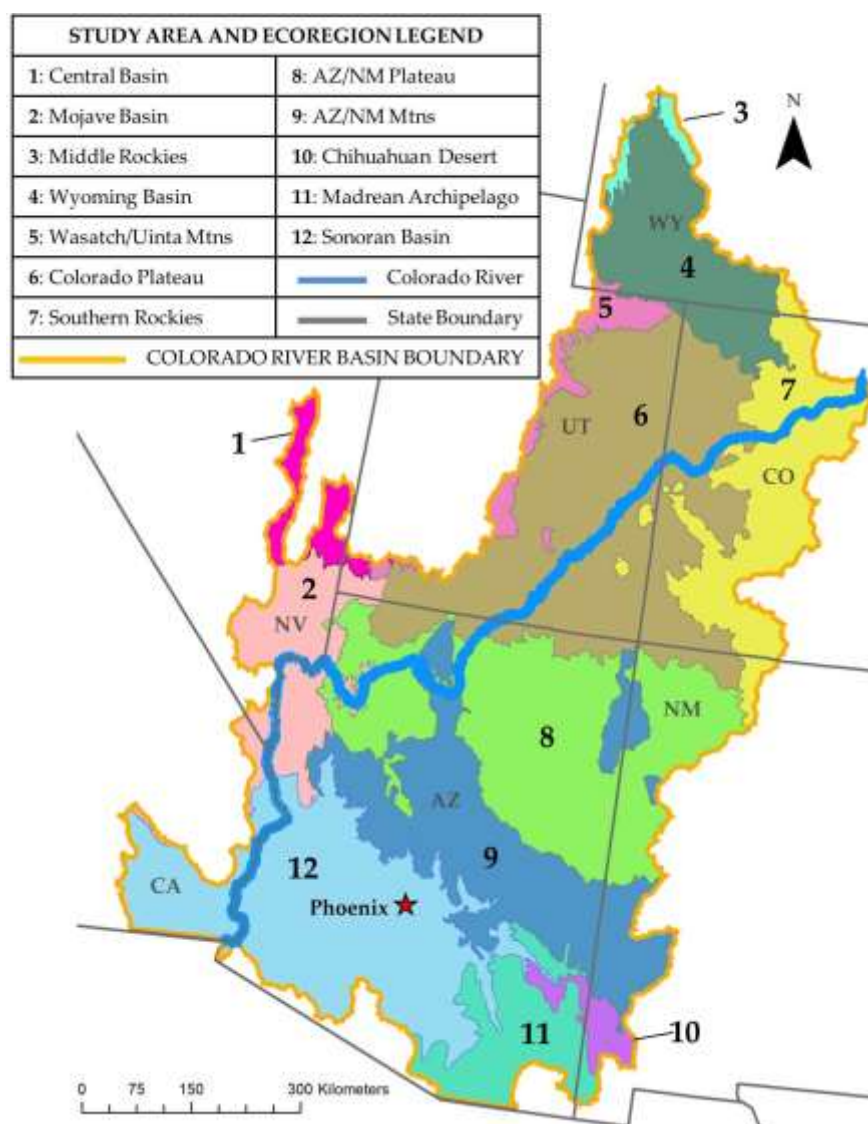 STUDY AREA AND ECOREGION LEGEND
1: Central Basin
8: AZ/NM Plateau
2: Mojave Basin
9: AZ/NM Mtns
3: Middle Rockies
10: Chihuahuan Desert
4: Wyoming Basin
11: Madrean Archipelago
5: Wasatch/Uinta Mtns
12: Sonoran Basin
6: Colorado Plateau
Colorado River
7: Southern Rockies
State Boundary
COLORADO RIVER BASIN BOUNDARY
N
3
WY
4
5
7
6
UT
1
CO
2
NV
NM
8
AZ
9
12
CA
Phoenix
11
10
0 75 150 300 Kilometers